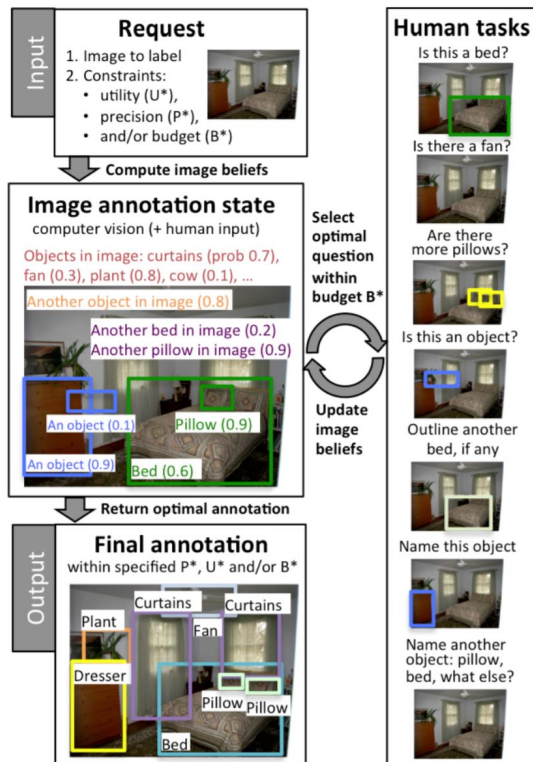 Input
Request
1. Image to label
2. Constraints:
• utility (U*),
• precision (P*),
• and/or budget (B*)
Compute image beliefs
Image annotation state
computer vision (+ human input)
Objects in image: curtains (prob 0.7),
fan (0.3), plant (0.8), cow (0.1), ...
Another object in image (0.8)
Another bed in image (0.2)
Another pillow in image (0.9)
An object (0.1)
Pillow (0.9)
An object (0.9)
Bed (0.6)
Select
optimal
question
within
budget B*
Update
image
beliefs
Return optimal annotation
Output
Final annotation
within specified P*, U* and/or B*
Curtains
Curtains
Plant
Fan
Dresser
Pillow
Pillow
Bed
Human tasks
Is this a bed?
Is there a fan?
Are there
more pillows?
Is this an object?
Outline another
bed, if any
Name this object
Name another
object: pillow,
bed, what else?